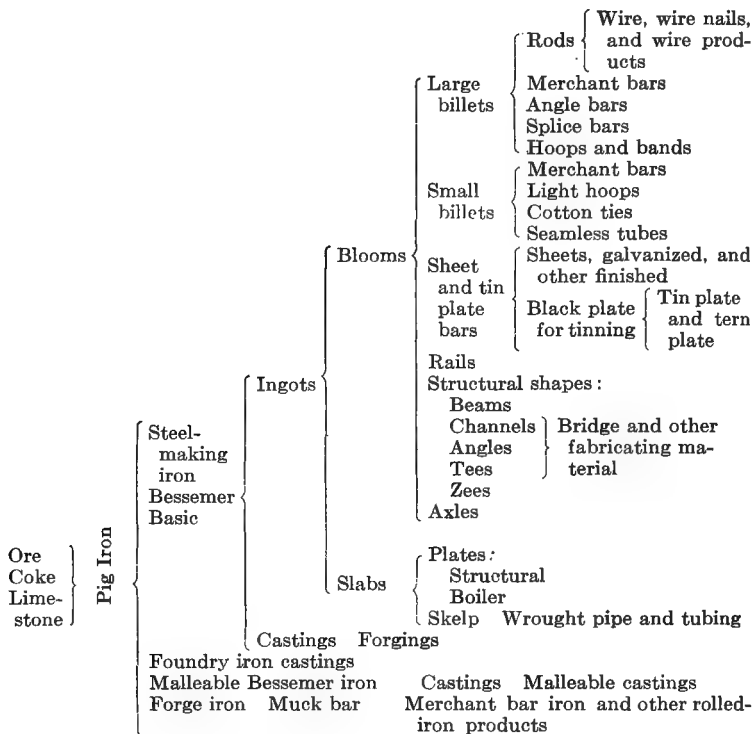 Ore
Coke
Lime-
stone
Pig Iron
Steel-
making
iron
Bessemer
Basic
Ingots
Blooms
Large
billets
Rods
Wire, wire nails,
and wire prod-
ucts
Merchant bars
Angle bars
Splice bars
Hoops and bands
Small
billets
Merchant bars
Light hoops
Cotton ties
Seamless tubes
Sheet
and tin
plate
bars
Sheets, galvanized, and
other finished
Black plate
for tinning
Tin plate
and tern
plate
Rails
Structural shapes:
Beams
Channels
Angles
Tees
Zees
Bridge and other
fabricating ma-
terial
Axles
Slabs
Plates:
Structural
Boiler
Skelp Wrought pipe and tubing
Castings Forgings
Foundry iron castings
Malleable Bessemer iron Castings Malleable castings
Forge iron Muck bar Merchant bar iron and other rolled-
iron products